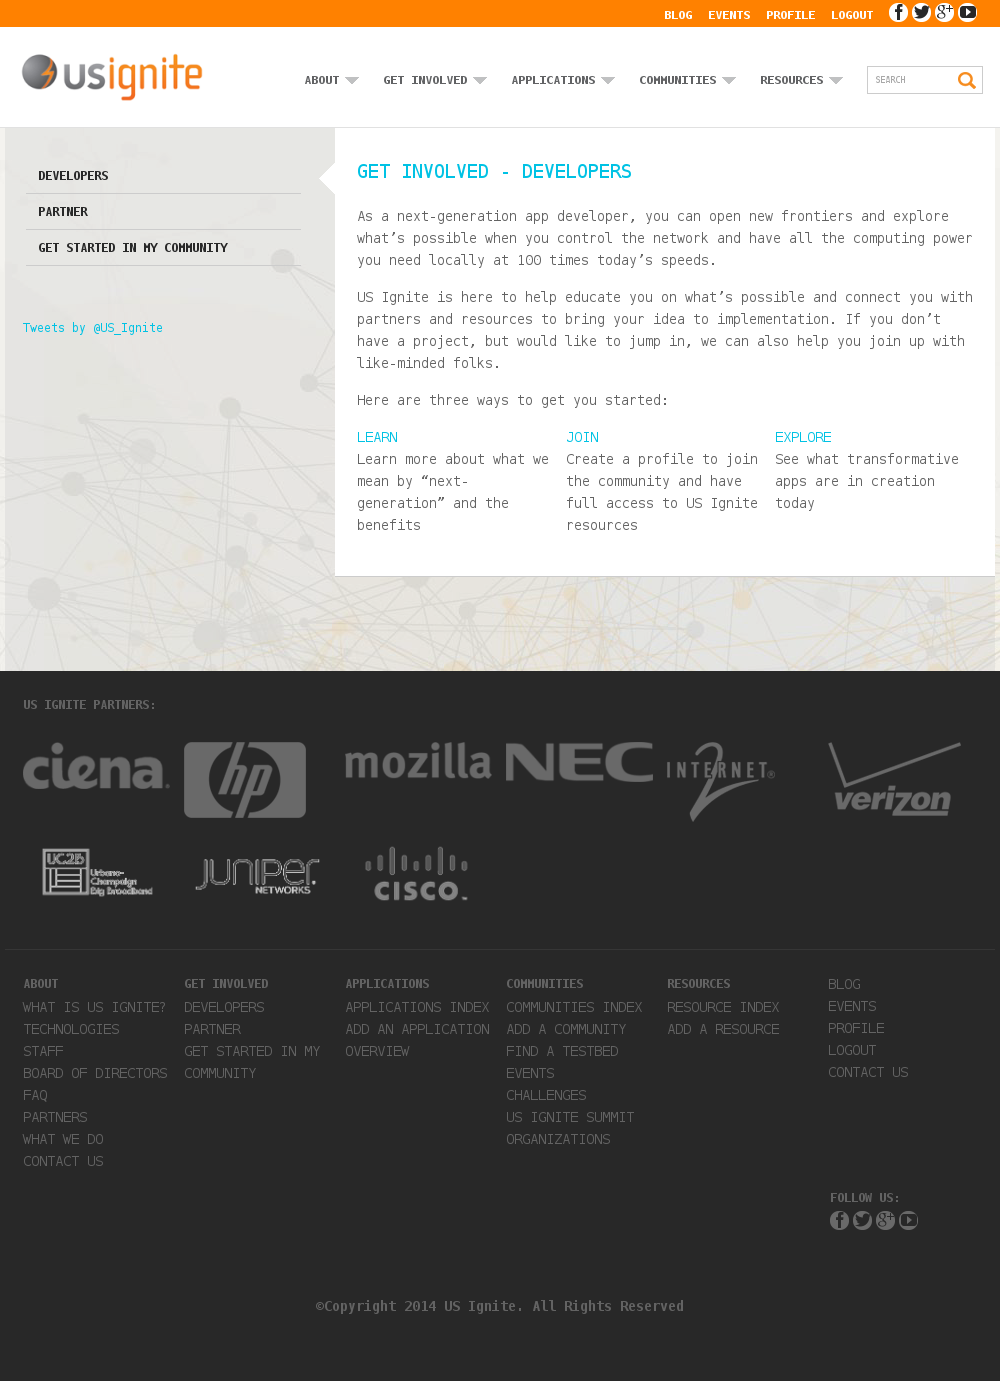 BLOG EVENTS PROFILE LOGOUT
usignite
ABOUT GET INVOLVED APPLICATIONS COMMUNITIES RESOURCES SEARCH
DEVELOPERS
PARTNER
GET STARTED IN MY COMMUNITY
Tweets by @US_Ignite
GET INVOLVED - DEVELOPERS
As a next-generation app developer, you can open new frontiers and explore
what’s possible when you control the network and have all the computing power
you need locally at 100 times today’s speeds.
US Ignite is here to help educate you on what’s possible and connect you with
partners and resources to bring your idea to implementation. If you don’t
have a project, but would like to jump in, we can also help you join up with
like-minded folks.
Here are three ways to get you started:
LEARN
Learn more about what we
mean by “next-
generation” and the
benefits
JOIN
Create a profile to join
the community and have
full access to US Ignite
resources
EXPLORE
See what transformative
apps are in creation
today
US IGNITE PARTNERS:
ciena
hp
mozilla
NEC
INTERNET2
verizon
UC2B
Urbana-
Champaign
Big Broadband
JUNIPER
NETWORKS
CISCO
ABOUT
WHAT IS US IGNITE?
TECHNOLOGIES
STAFF
BOARD OF DIRECTORS
FAQ
PARTNERS
WHAT WE DO
CONTACT US
GET INVOLVED
DEVELOPERS
PARTNER
GET STARTED IN MY
COMMUNITY
APPLICATIONS
APPLICATIONS INDEX
ADD AN APPLICATION
OVERVIEW
COMMUNITIES
COMMUNITIES INDEX
ADD A COMMUNITY
FIND A TESTBED
EVENTS
CHALLENGES
US IGNITE SUMMIT
ORGANIZATIONS
RESOURCES
RESOURCE INDEX
ADD A RESOURCE
BLOG
EVENTS
PROFILE
LOGOUT
CONTACT US
FOLLOW US:
©Copyright 2014 US Ignite. All Rights Reserved